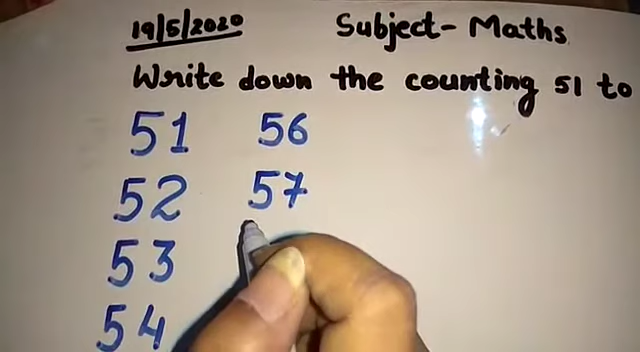 19/5/2020 Subject- Maths
Write down the counting 51 to
51 56
52 57
53
54